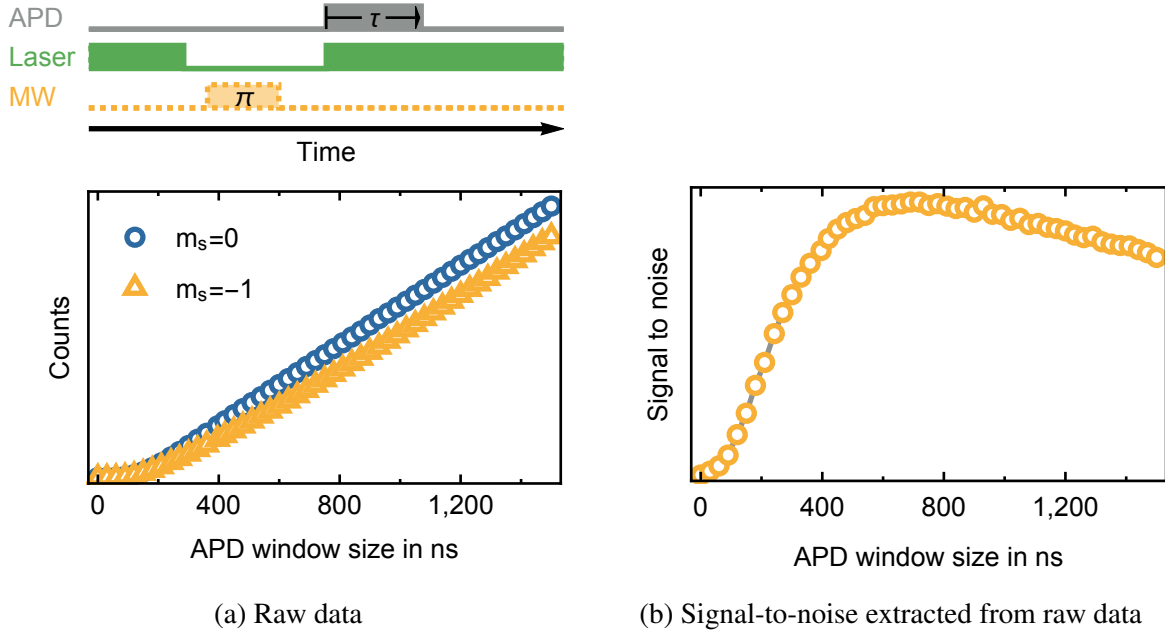 APD
τ
Laser
MW
π
Time
m_s=0
m_s=−1
Counts
0
400
800
1,200
APD window size in ns
(a) Raw data
Signal to noise
0
400
800
1,200
APD window size in ns
(b) Signal-to-noise extracted from raw data